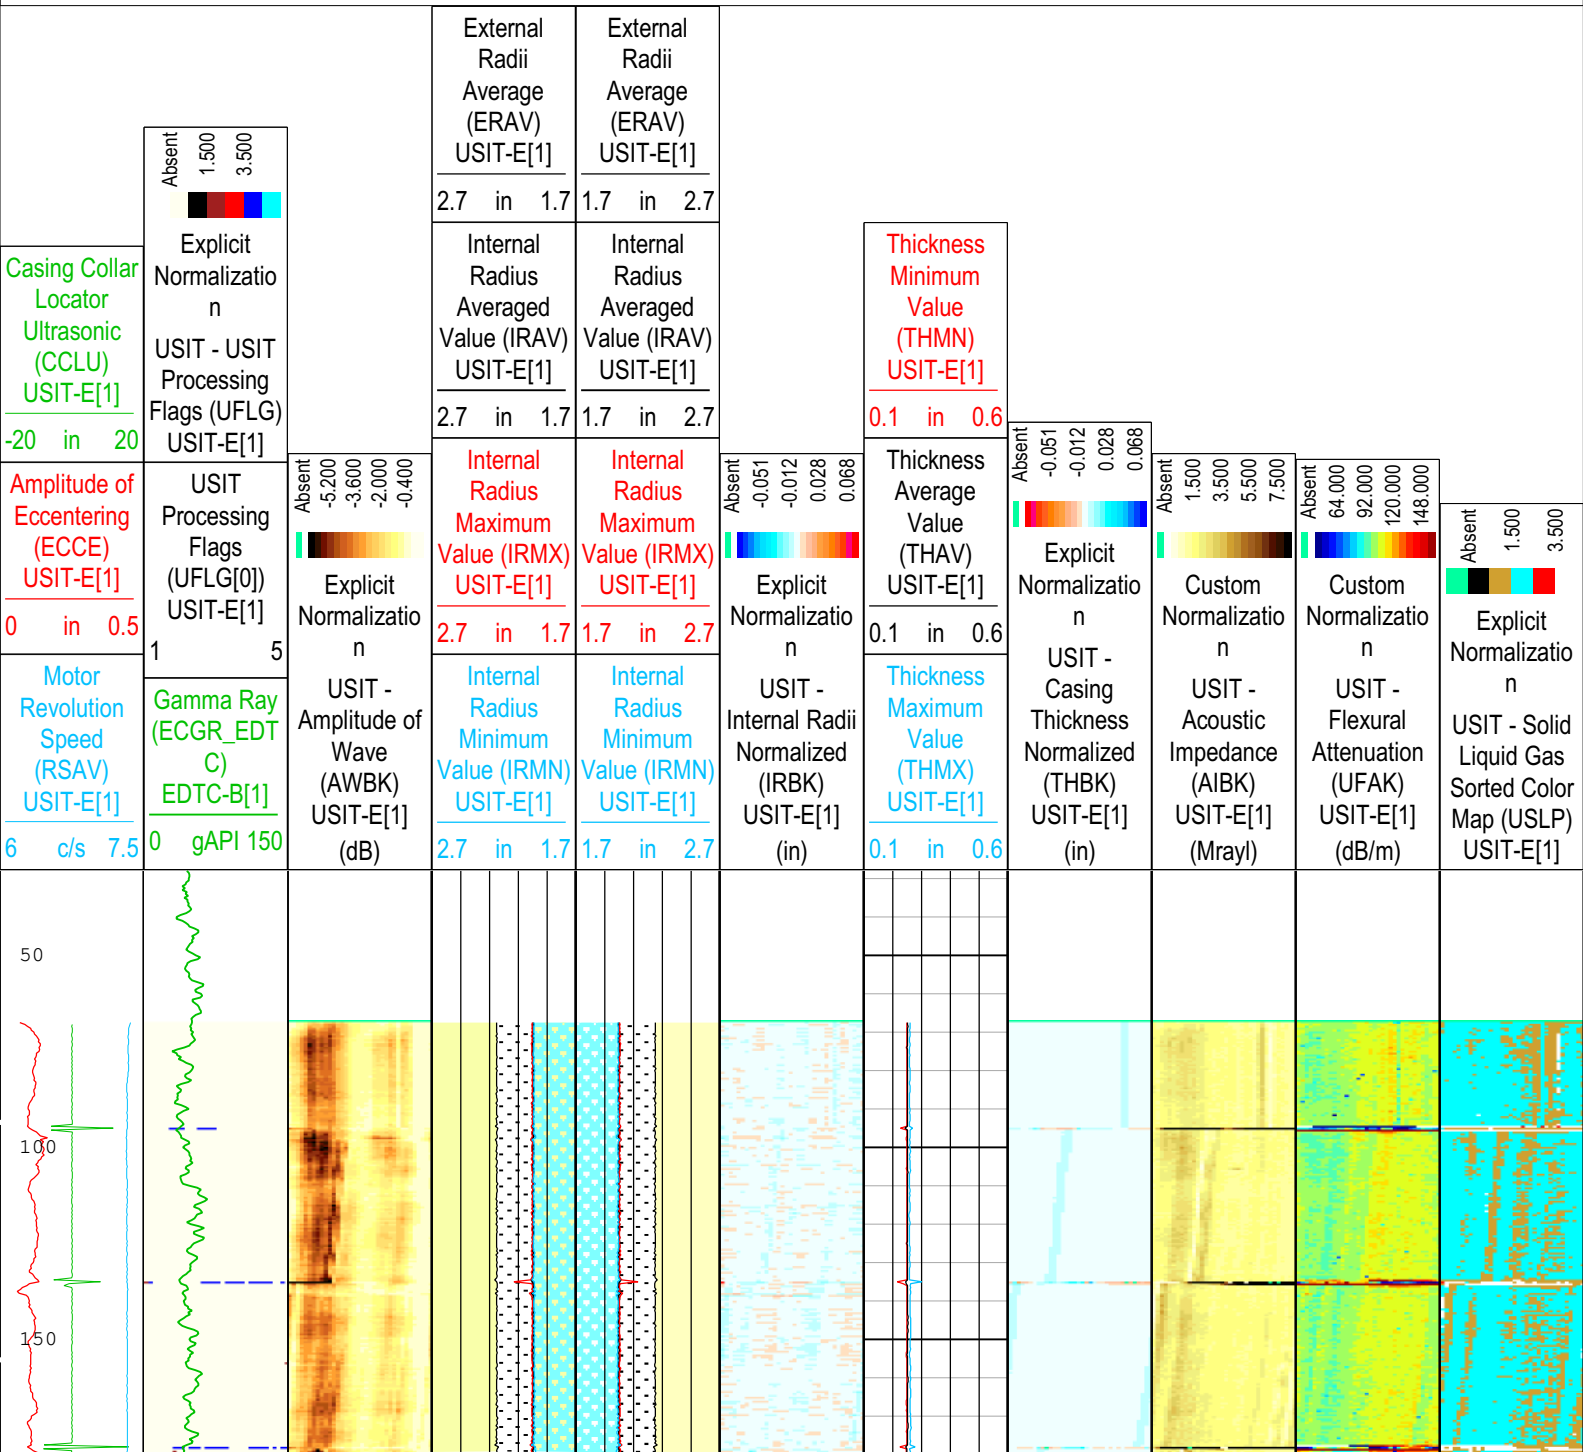 Casing Collar
Locator
Ultrasonic
(CCLU)
USIT-E[1]
-20 in 20
Amplitude of
Eccentering
(ECCE)
USIT-E[1]
0 in 0.5
Motor
Revolution
Speed
(RSAV)
USIT-E[1]
6 c/s 7.5
Absent
1.500
3.500
Explicit
Normalizatio
n
USIT - USIT
Processing
Flags (UFLG)
USIT-E[1]
USIT
Processing
Flags
(UFLG[0])
USIT-E[1]
1 5
Gamma Ray
(ECGR_EDT
C)
EDTC-B[1]
0 gAPI 150
Absent
-5.200
-3.600
-2.000
-0.400
Explicit
Normalizatio
n
USIT -
Amplitude of
Wave
(AWBK)
USIT-E[1]
(dB)
External
Radii
Average
(ERAV)
USIT-E[1]
2.7 in 1.7
Internal
Radius
Averaged
Value (IRAV)
USIT-E[1]
2.7 in 1.7
Internal
Radius
Maximum
Value (IRMX)
USIT-E[1]
2.7 in 1.7
Internal
Radius
Minimum
Value (IRMN)
USIT-E[1]
2.7 in 1.7
External
Radii
Average
(ERAV)
USIT-E[1]
1.7 in 2.7
Internal
Radius
Averaged
Value (IRAV)
USIT-E[1]
1.7 in 2.7
Internal
Radius
Maximum
Value (IRMX)
USIT-E[1]
1.7 in 2.7
Internal
Radius
Minimum
Value (IRMN)
USIT-E[1]
1.7 in 2.7
Absent
-0.051
-0.012
0.028
0.068
Explicit
Normalizatio
n
USIT -
Internal Radii
Normalized
(IRBK)
USIT-E[1]
(in)
Thickness
Minimum
Value
(THMN)
USIT-E[1]
0.1 in 0.6
Thickness
Average
Value
(THAV)
USIT-E[1]
0.1 in 0.6
Thickness
Maximum
Value
(THMX)
USIT-E[1]
0.1 in 0.6
Absent
-0.051
-0.012
0.028
0.068
Explicit
Normalizatio
n
USIT -
Casing
Thickness
Normalized
(THBK)
USIT-E[1]
(in)
Absent
1.500
3.500
5.500
7.500
Custom
Normalizatio
n
USIT -
Acoustic
Impedance
(AIBK)
USIT-E[1]
(Mrayl)
Absent
64.000
92.000
120.000
148.000
Custom
Normalizatio
n
USIT -
Flexural
Attenuation
(UFAK)
USIT-E[1]
(dB/m)
Absent
1.500
3.500
Explicit
Normalizatio
n
USIT - Solid
Liquid Gas
Sorted Color
Map (USLP)
USIT-E[1]
50
100
150